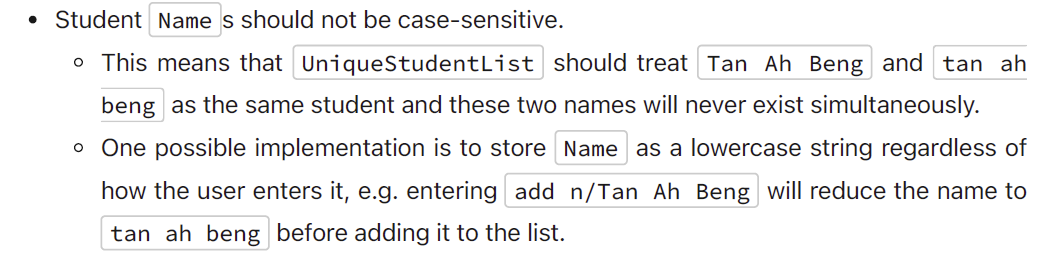 • Student Names should not be case-sensitive.
○ This means that UniqueStudentList should treat Tan Ah Beng and tan ah
beng as the same student and these two names will never exist simultaneously.
○ One possible implementation is to store Name as a lowercase string regardless of
how the user enters it, e.g. entering add n/Tan Ah Beng will reduce the name to
tan ah beng before adding it to the list.